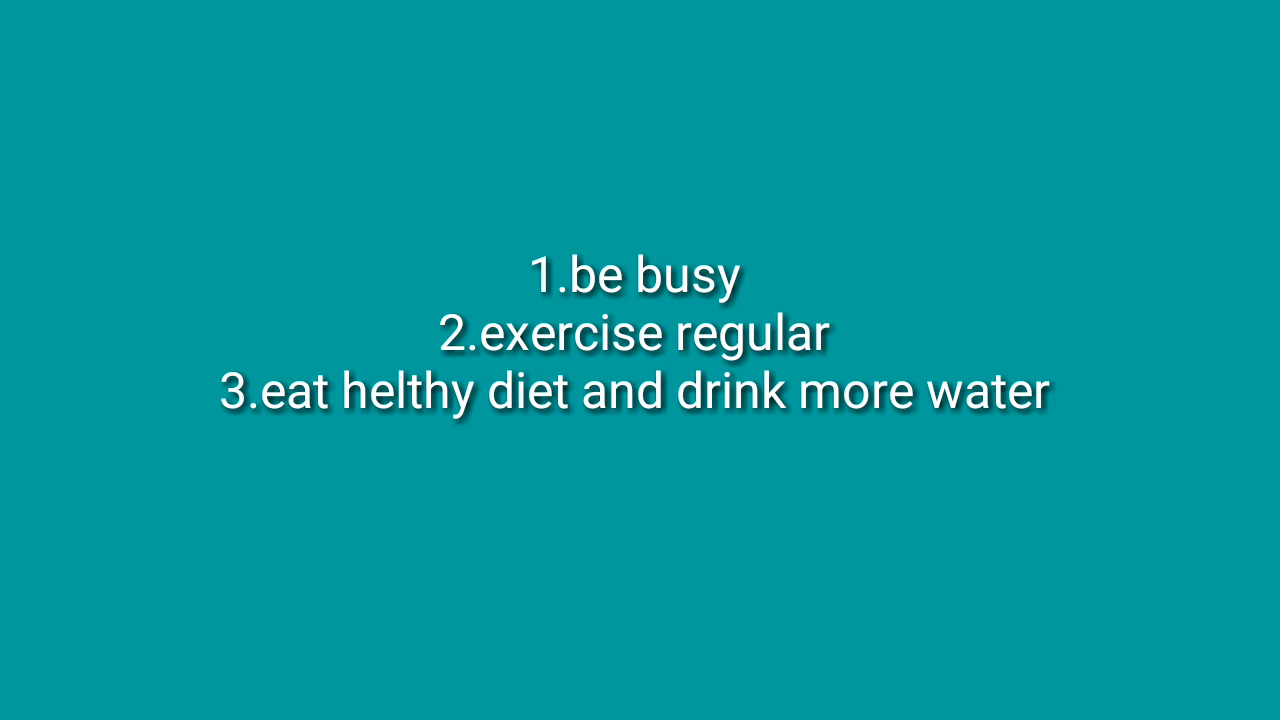 1.be busy
2.exercise regular
3.eat helthy diet and drink more water